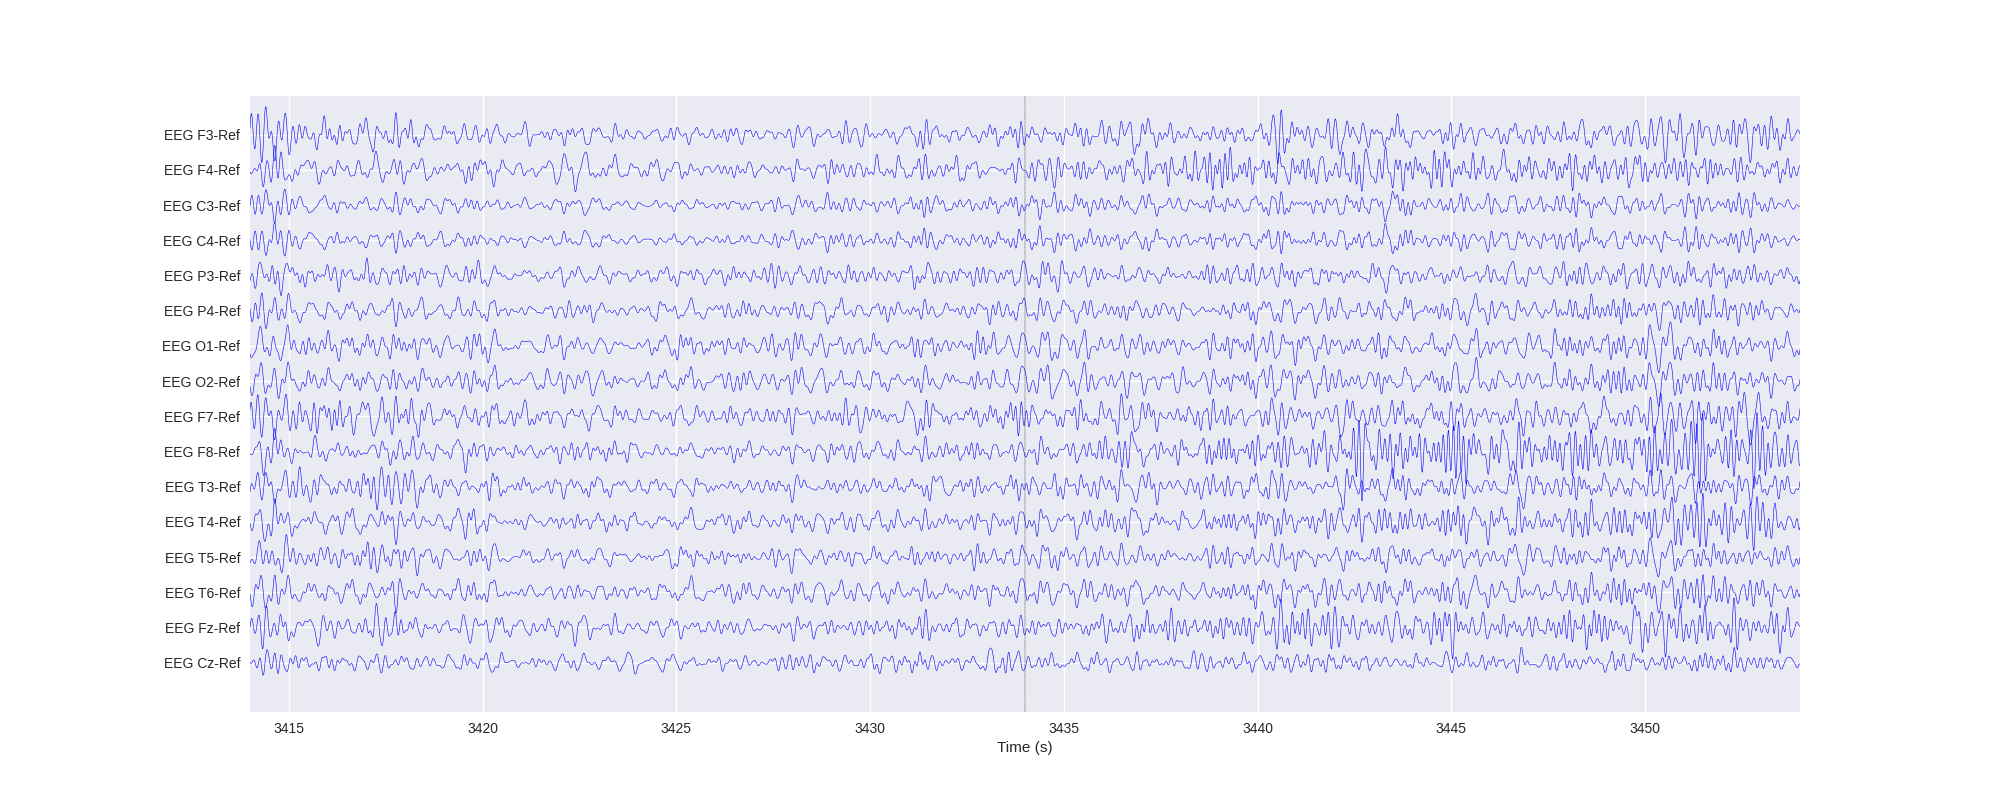 EEG F3-Ref
EEG F4-Ref
EEG C3-Ref
EEG C4-Ref
EEG P3-Ref
EEG P4-Ref
EEG O1-Ref
EEG O2-Ref
EEG F7-Ref
EEG F8-Ref
EEG T3-Ref
EEG T4-Ref
EEG T5-Ref
EEG T6-Ref
EEG Fz-Ref
EEG Cz-Ref
3415 3420 3425 3430 3435 3440 3445 3450
Time (s)